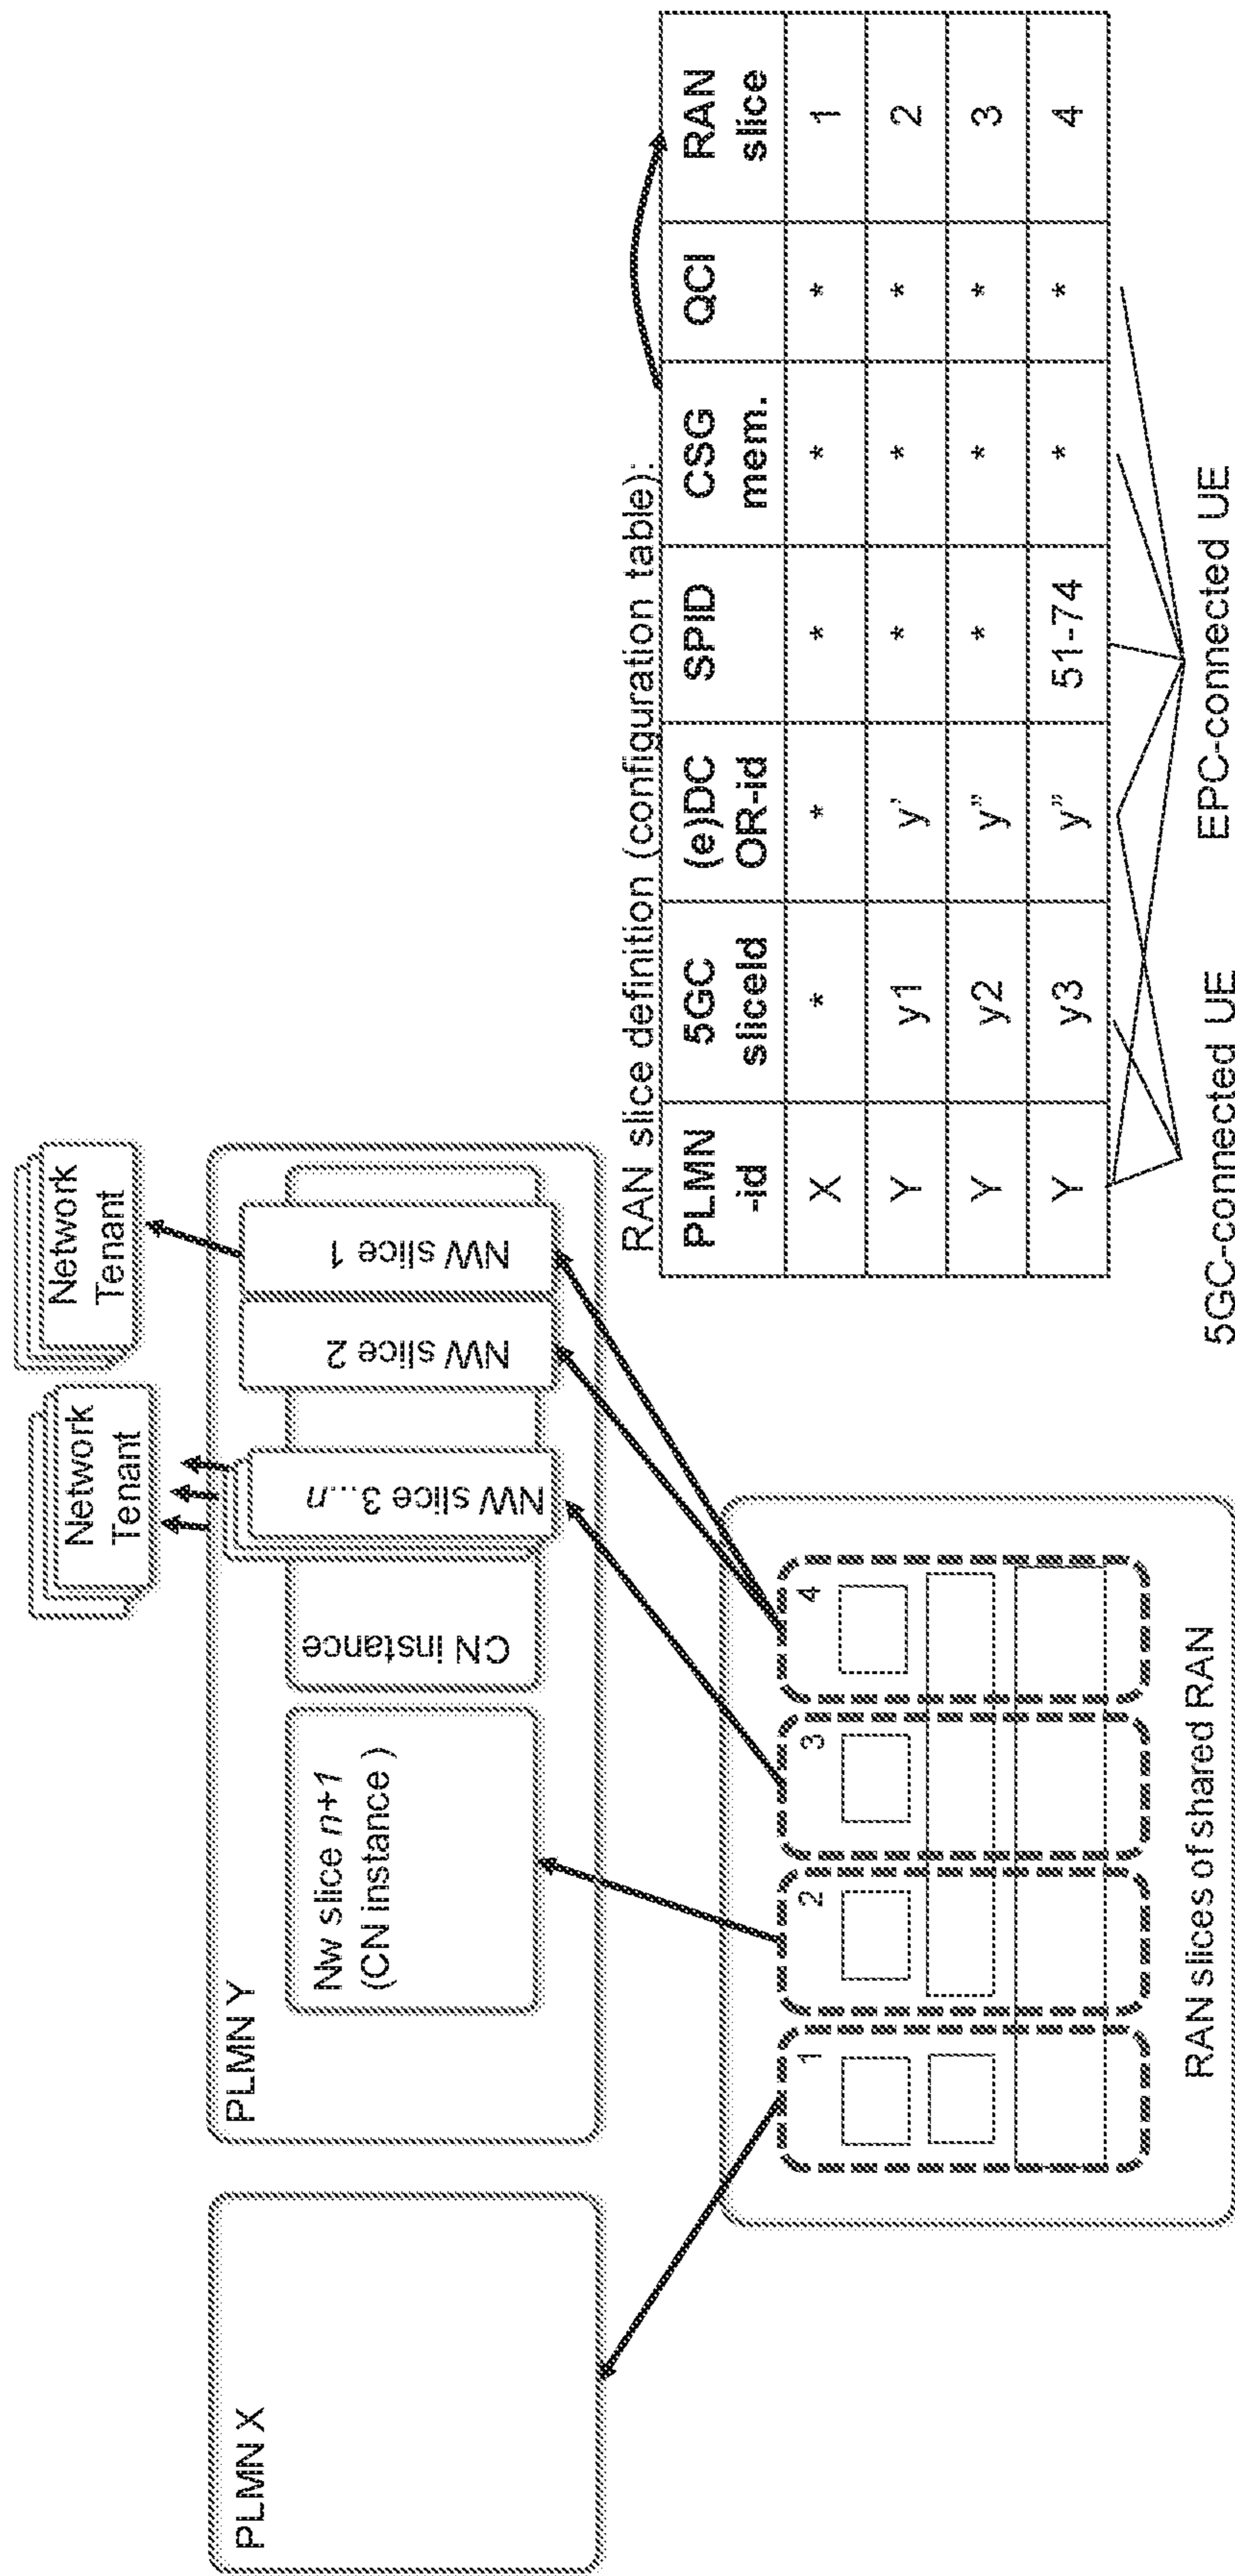 PLMN X
PLMN Y
Nw slice n+1
(CN instance )
CN instance
NW slice 3...n
NW slice 2
NW slice 1
Network
Tenant
Network
Tenant
1
2
3
4
RAN slices of shared RAN
RAN slice definition (configuration table):
PLMN -id | 5GC sliceId | (e)DC OR-id | SPID | CSG mem. | QCI | RAN slice
X | * | * | * | * | * | 1
Y | y1 | y' | * | * | * | 2
Y | y2 | y" | * | * | * | 3
Y | y3 | y" | 51-74 | * | * | 4
5GC-connected UE
EPC-connected UE